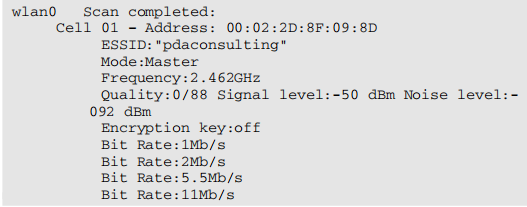 wlan0   Scan completed:
Cell 01 - Address: 00:02:2D:8F:09:8D
ESSID:"pdaconsulting"
Mode:Master
Frequency:2.462GHz
Quality:0/88 Signal level:-50 dBm Noise level:-
092 dBm
Encryption key:off
Bit Rate:1Mb/s
Bit Rate:2Mb/s
Bit Rate:5.5Mb/s
Bit Rate:11Mb/s